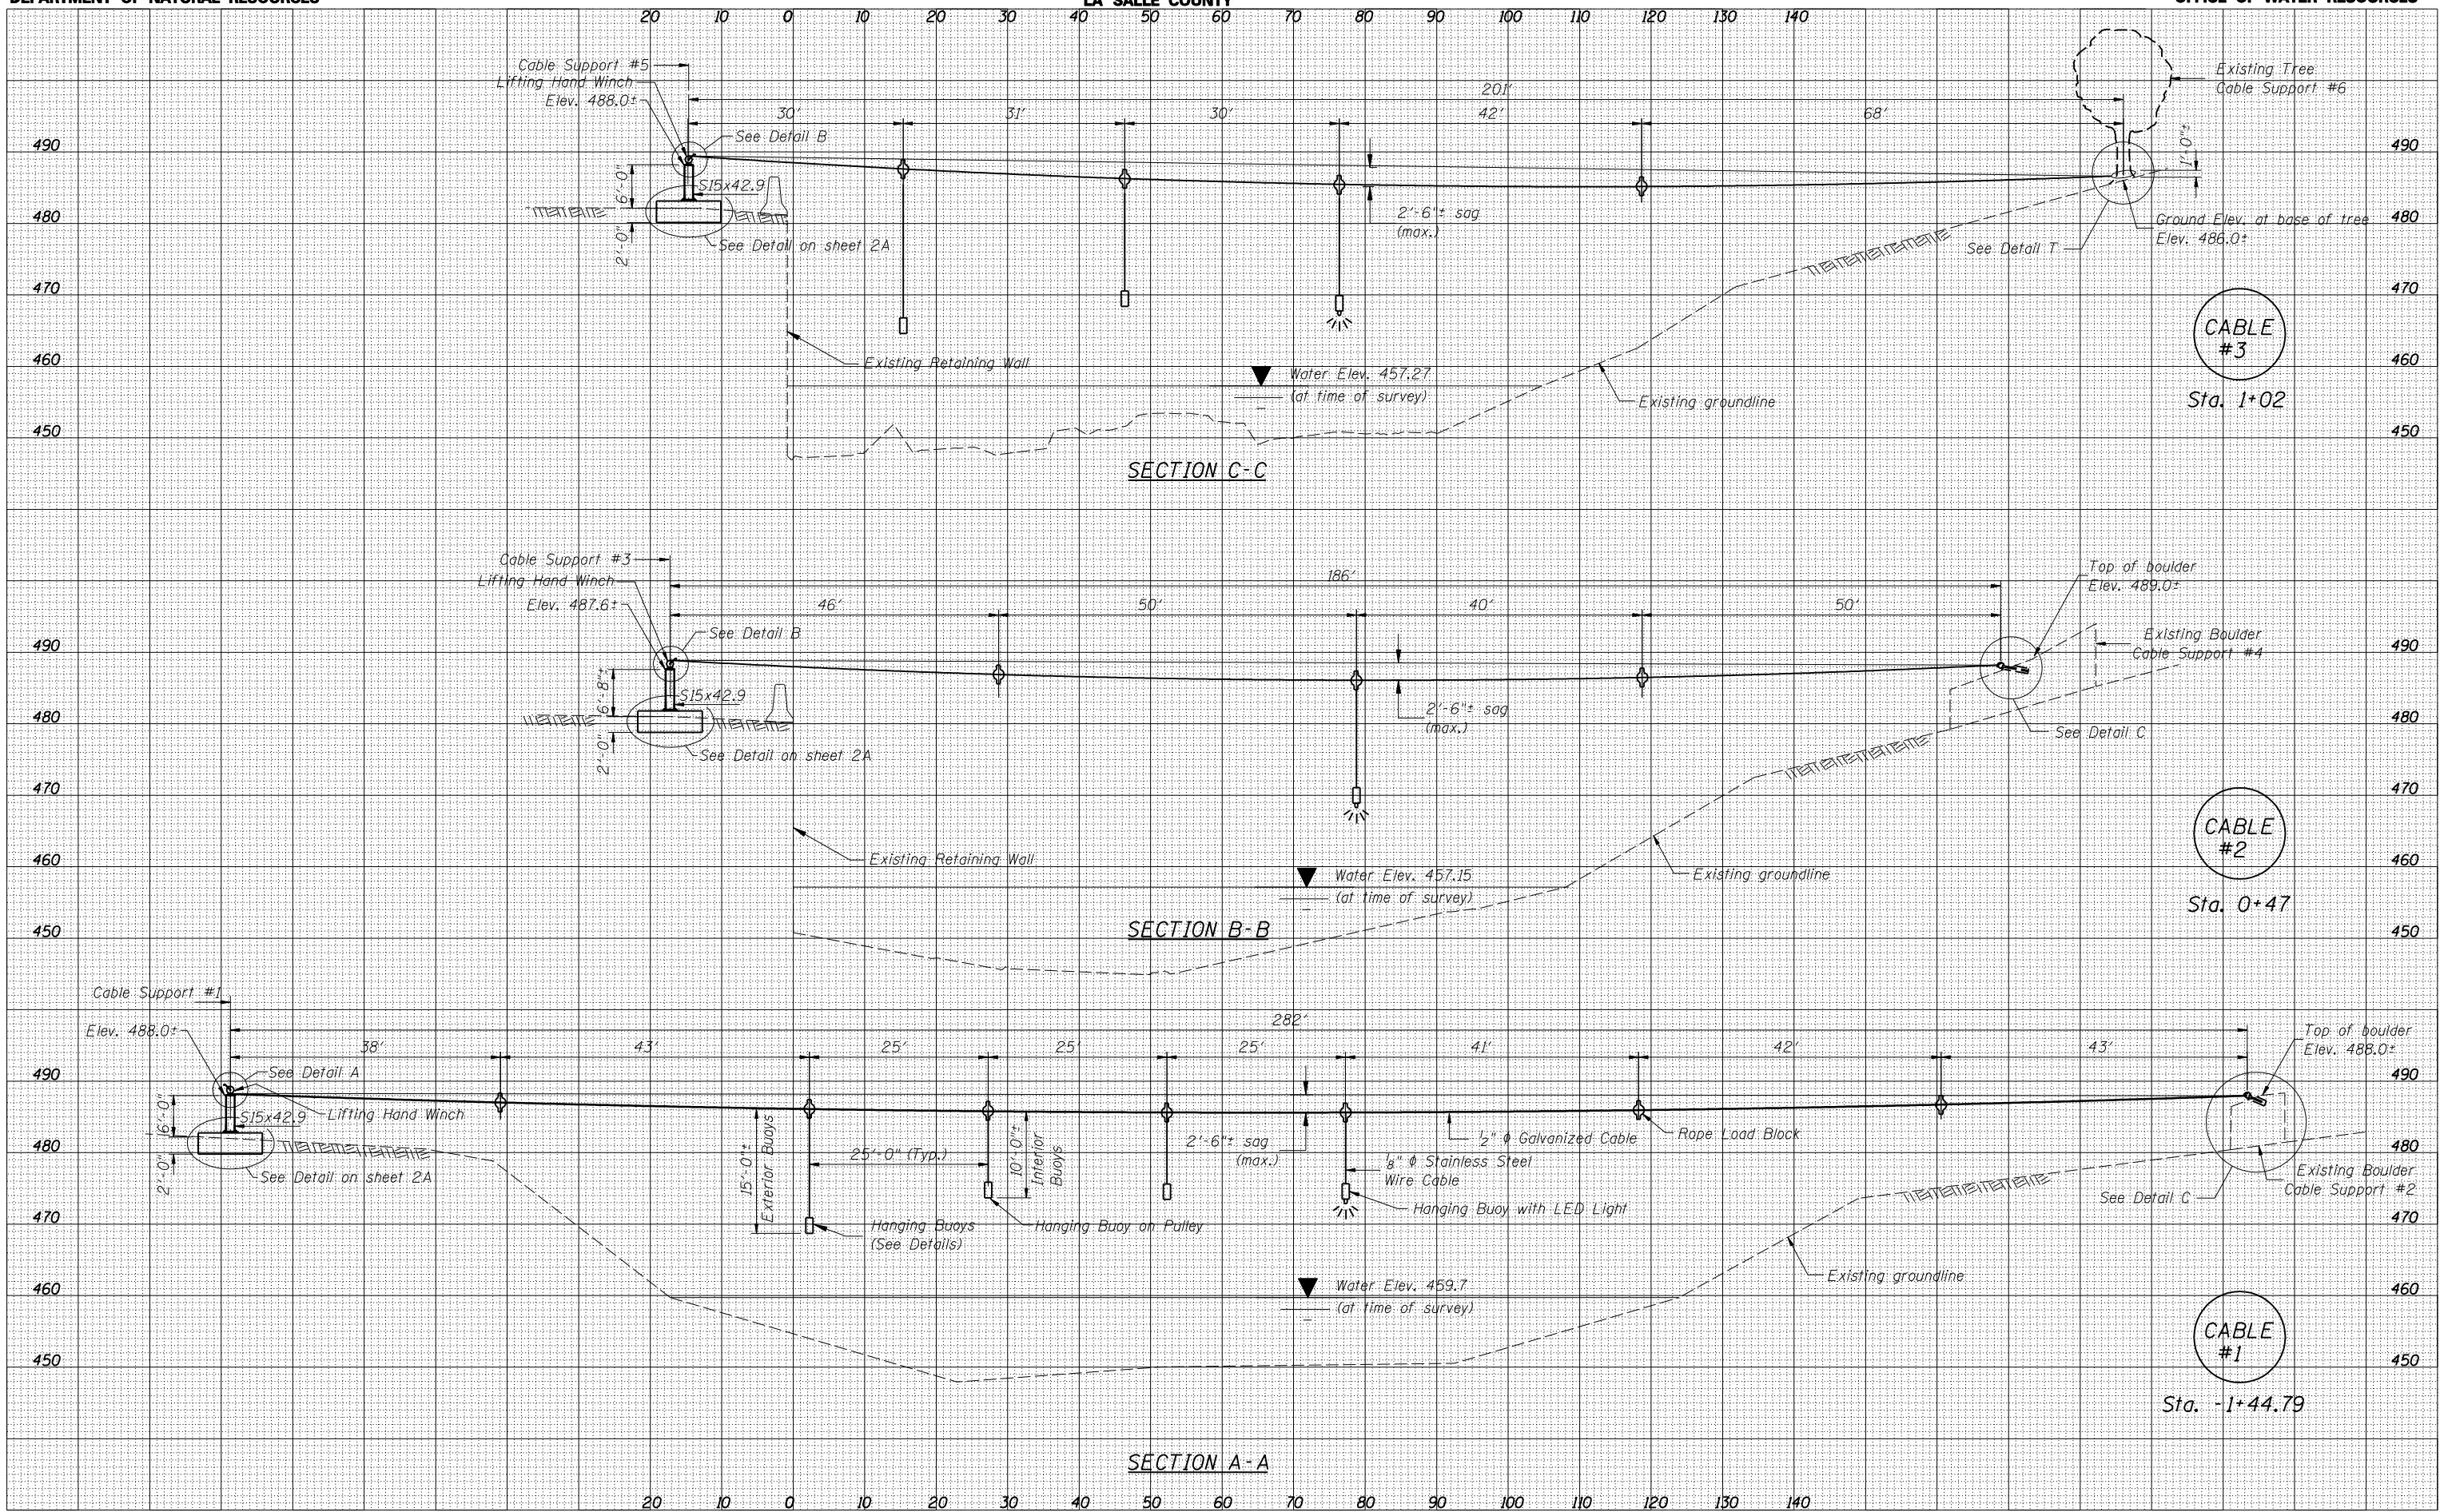 DEPARTMENT OF NATURAL RESOURCES
LA SALLE COUNTY
OFFICE OF WATER RESOURCES
20 10 0 10 20 30 40 50 60 70 80 90 100 110 120 130 140
Cable Support #5
Lifting Hand Winch
Elev. 488.0±
See Detail B
30'
31'
30'
201'
42'
68'
Existing Tree
Cable Support #6
1'-0"±
490
490
6'-0"
S15x42.9
480
480
2'-0"
See Detail on sheet 2A
2'-6"± sag
(max.)
Ground Elev. at base of tree
Elev. 486.0±
See Detail T
470
470
CABLE
#3
Sta. 1+02
460
460
Existing Retaining Wall
Water Elev. 457.27
(at time of survey)
Existing groundline
450
450
SECTION C-C
Cable Support #3
Lifting Hand Winch
Elev. 487.6±
See Detail B
46'
50'
186'
40'
50'
Top of boulder
Elev. 489.0±
Existing Boulder
Cable Support #4
490
490
6'-8"±
S15x42.9
480
480
2'-0"
See Detail on sheet 2A
2'-6"± sag
(max.)
See Detail C
470
470
CABLE
#2
Sta. 0+47
460
460
Existing Retaining Wall
Water Elev. 457.15
(at time of survey)
Existing groundline
450
450
SECTION B-B
Cable Support #1
Elev. 488.0±
282'
38'
43'
25'
25'
25'
41'
42'
43'
Top of boulder
Elev. 488.0±
490
490
See Detail A
6'-0"
S15x42.9
Lifting Hand Winch
480
480
2'-0"
See Detail on sheet 2A
15'-0"±
Exterior Buoys
25'-0" (Typ.)
10'-0"±
Interior
Buoys
2'-6"± sag
(max.)
1/2" ϕ Galvanized Cable
Rope Load Block
1/8" ϕ Stainless Steel
Wire Cable
Existing Boulder
Cable Support #2
See Detail C
470
470
Hanging Buoys
(See Details)
Hanging Buoy on Pulley
Hanging Buoy with LED Light
460
460
Water Elev. 459.7
(at time of survey)
Existing groundline
450
450
CABLE
#1
Sta. -1+44.79
SECTION A-A
20 10 0 10 20 30 40 50 60 70 80 90 100 110 120 130 140